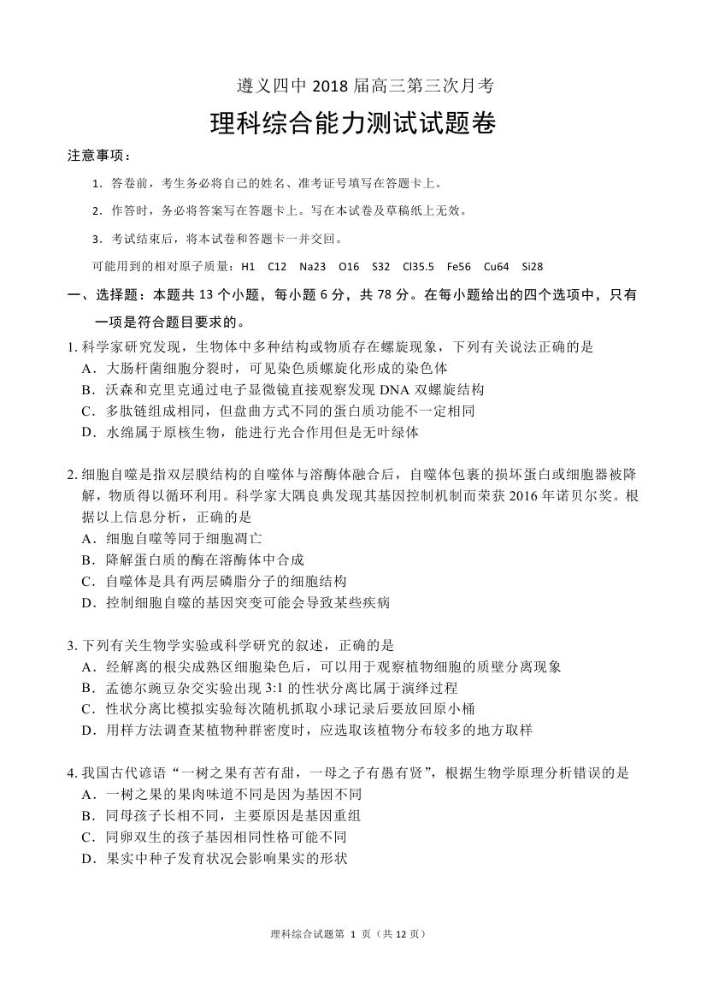 遵义四中 2018 届高三第三次月考
理科综合能力测试试题卷
注意事项：
1．答卷前，考生务必将自己的姓名、准考证号填写在答题卡上。
2．作答时，务必将答案写在答题卡上。写在本试卷及草稿纸上无效。
3．考试结束后，将本试卷和答题卡一并交回。
可能用到的相对原子质量：H1 C12 Na23 O16 S32 Cl35.5 Fe56 Cu64 Si28
一、选择题：本题共 13 个小题，每小题 6 分，共 78 分。在每小题给出的四个选项中，只有
一项是符合题目要求的。
1. 科学家研究发现，生物体中多种结构或物质存在螺旋现象，下列有关说法正确的是
A．大肠杆菌细胞分裂时，可见染色质螺旋化形成的染色体
B．沃森和克里克通过电子显微镜直接观察发现 DNA 双螺旋结构
C．多肽链组成相同，但盘曲方式不同的蛋白质功能不一定相同
D．水绵属于原核生物，能进行光合作用但是无叶绿体
2. 细胞自噬是指双层膜结构的自噬体与溶酶体融合后，自噬体包裹的损坏蛋白或细胞器被降
解，物质得以循环利用。科学家大隅良典发现其基因控制机制而荣获 2016 年诺贝尔奖。根
据以上信息分析，正确的是
A．细胞自噬等同于细胞凋亡
B．降解蛋白质的酶在溶酶体中合成
C．自噬体是具有两层磷脂分子的细胞结构
D．控制细胞自噬的基因突变可能会导致某些疾病
3. 下列有关生物学实验或科学研究的叙述，正确的是
A．经解离的根尖成熟区细胞染色后，可以用于观察植物细胞的质壁分离现象
B．孟德尔豌豆杂交实验出现 3:1 的性状分离比属于演绎过程
C．性状分离比模拟实验每次随机抓取小球记录后要放回原小桶
D．用样方法调查某植物种群密度时，应选取该植物分布较多的地方取样
4. 我国古代谚语“一树之果有苦有甜，一母之子有愚有贤”，根据生物学原理分析错误的是
A．一树之果的果肉味道不同是因为基因不同
B．同母孩子长相不同，主要原因是基因重组
C．同卵双生的孩子基因相同性格可能不同
D．果实中种子发育状况会影响果实的形状
理科综合试题第 1 页（共 12 页）